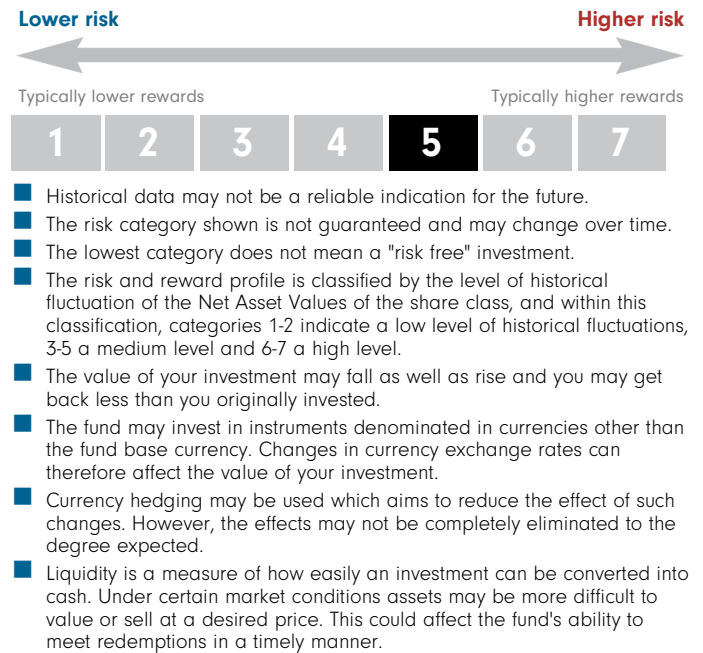 Lower risk Higher risk
Typically lower rewards Typically higher rewards
1 2 3 4 5 6 7
Historical data may not be a reliable indication for the future.
The risk category shown is not guaranteed and may change over time.
The lowest category does not mean a "risk free" investment.
The risk and reward profile is classified by the level of historical
fluctuation of the Net Asset Values of the share class, and within this
classification, categories 1-2 indicate a low level of historical fluctuations,
3-5 a medium level and 6-7 a high level.
The value of your investment may fall as well as rise and you may get
back less than you originally invested.
The fund may invest in instruments denominated in currencies other than
the fund base currency. Changes in currency exchange rates can
therefore affect the value of your investment.
Currency hedging may be used which aims to reduce the effect of such
changes. However, the effects may not be completely eliminated to the
degree expected.
Liquidity is a measure of how easily an investment can be converted into
cash. Under certain market conditions assets may be more difficult to
value or sell at a desired price. This could affect the fund's ability to
meet redemptions in a timely manner.